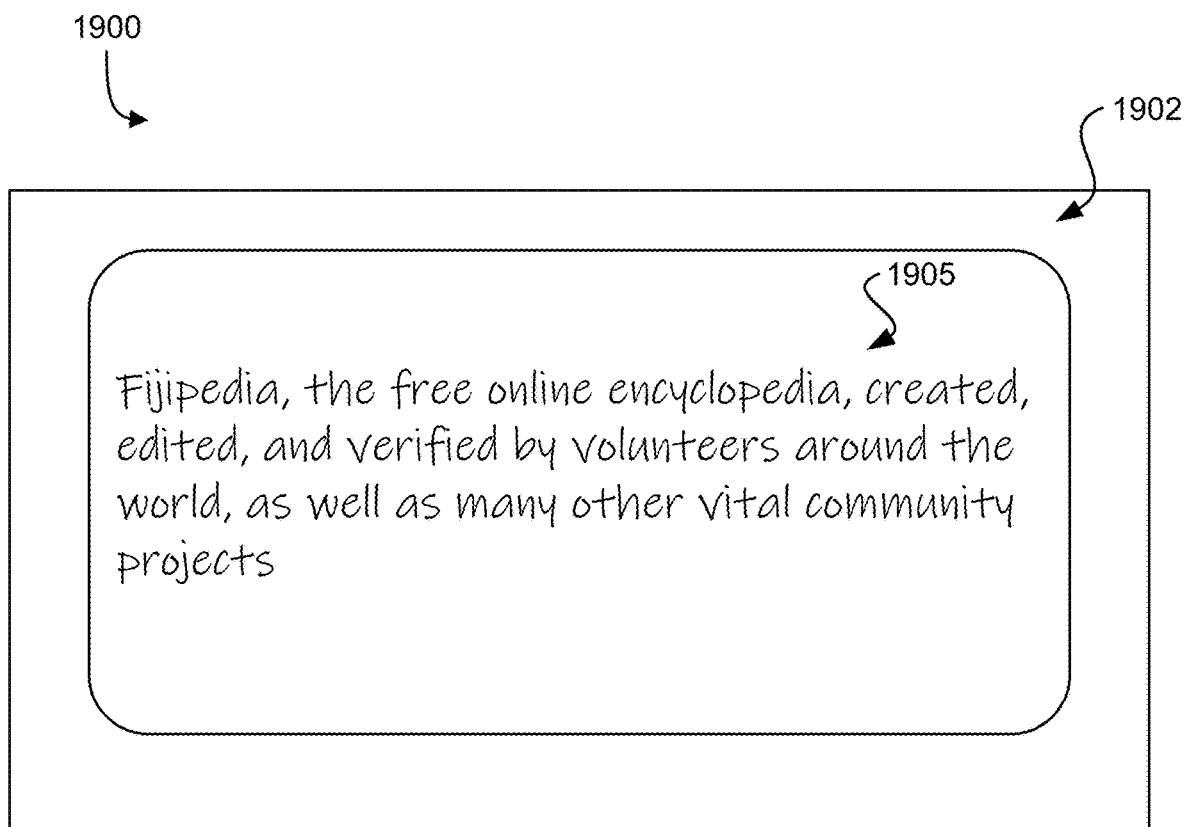 1900
1902
1905
Fijipedia, the free online encyclopedia, created,
edited, and verified by volunteers around the
world, as well as many other vital community
projects